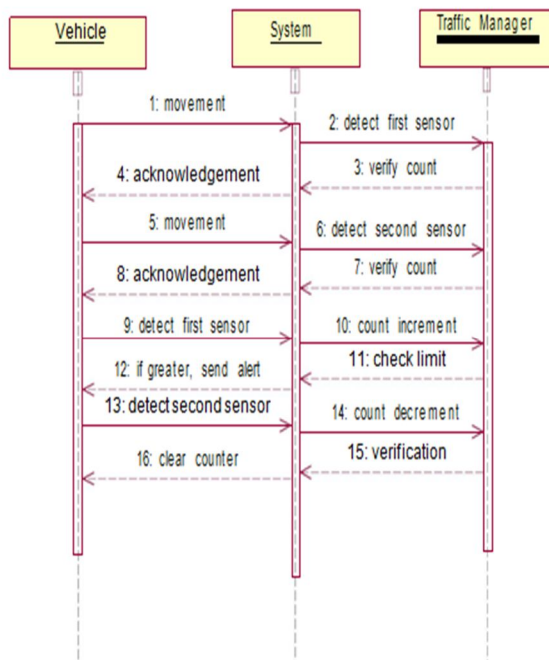 Vehicle
System
Traffic Manager
1: movement
2: detect first sensor
3: verify count
4: acknowledgement
5: movement
6: detect second sensor
7: verify count
8: acknowledgement
9: detect first sensor
10: count increment
11: check limit
12: if greater, send alert
13: detect second sensor
14: count decrement
15: verification
16: clear counter